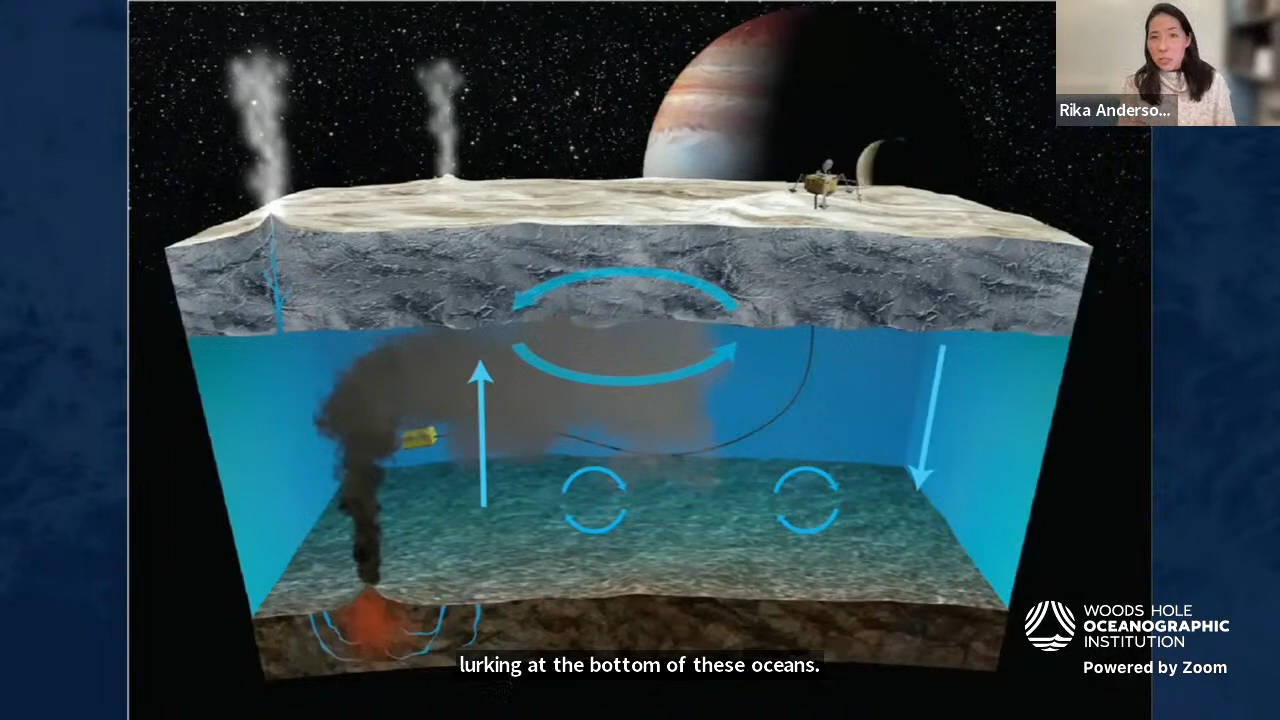 Rika Anderso...
WOODS HOLE
OCEANOGRAPHIC
INSTITUTION
Powered by Zoom
lurking at the bottom of these oceans.